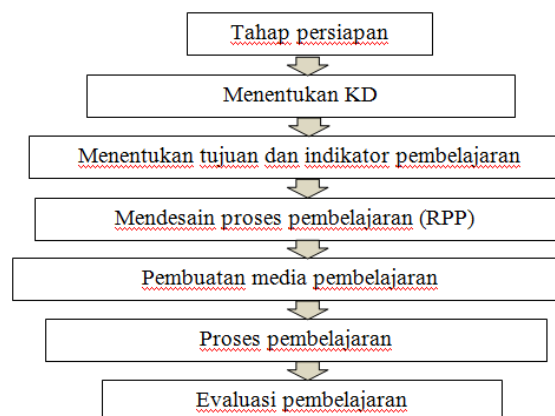 Tahap persiapan
Menentukan KD
Menentukan tujuan dan indikator pembelajaran
Mendesain proses pembelajaran (RPP)
Pembuatan media pembelajaran
Proses pembelajaran
Evaluasi pembelajaran